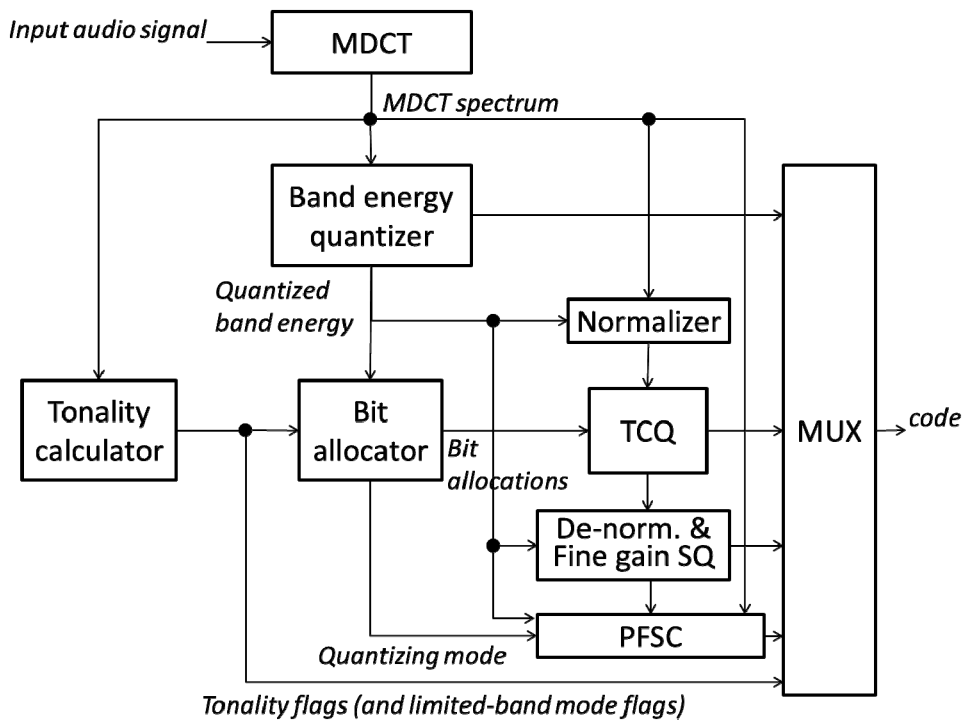 Input audio signal
MDCT
MDCT spectrum
Band energy
quantizer
Quantized
band energy
Normalizer
Tonality
calculator
Bit
allocator
Bit
allocations
TCQ
MUX
code
De-norm. &
Fine gain SQ
PFSC
Quantizing mode
Tonality flags (and limited-band mode flags)